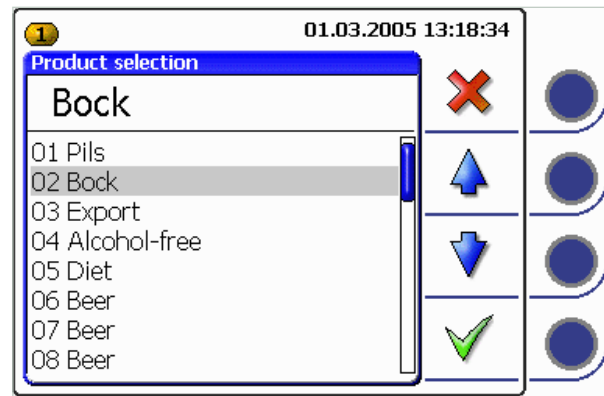 1
01.03.2005 13:18:34
Product selection
Bock
01 Pils
02 Bock
03 Export
04 Alcohol-free
05 Diet
06 Beer
07 Beer
08 Beer